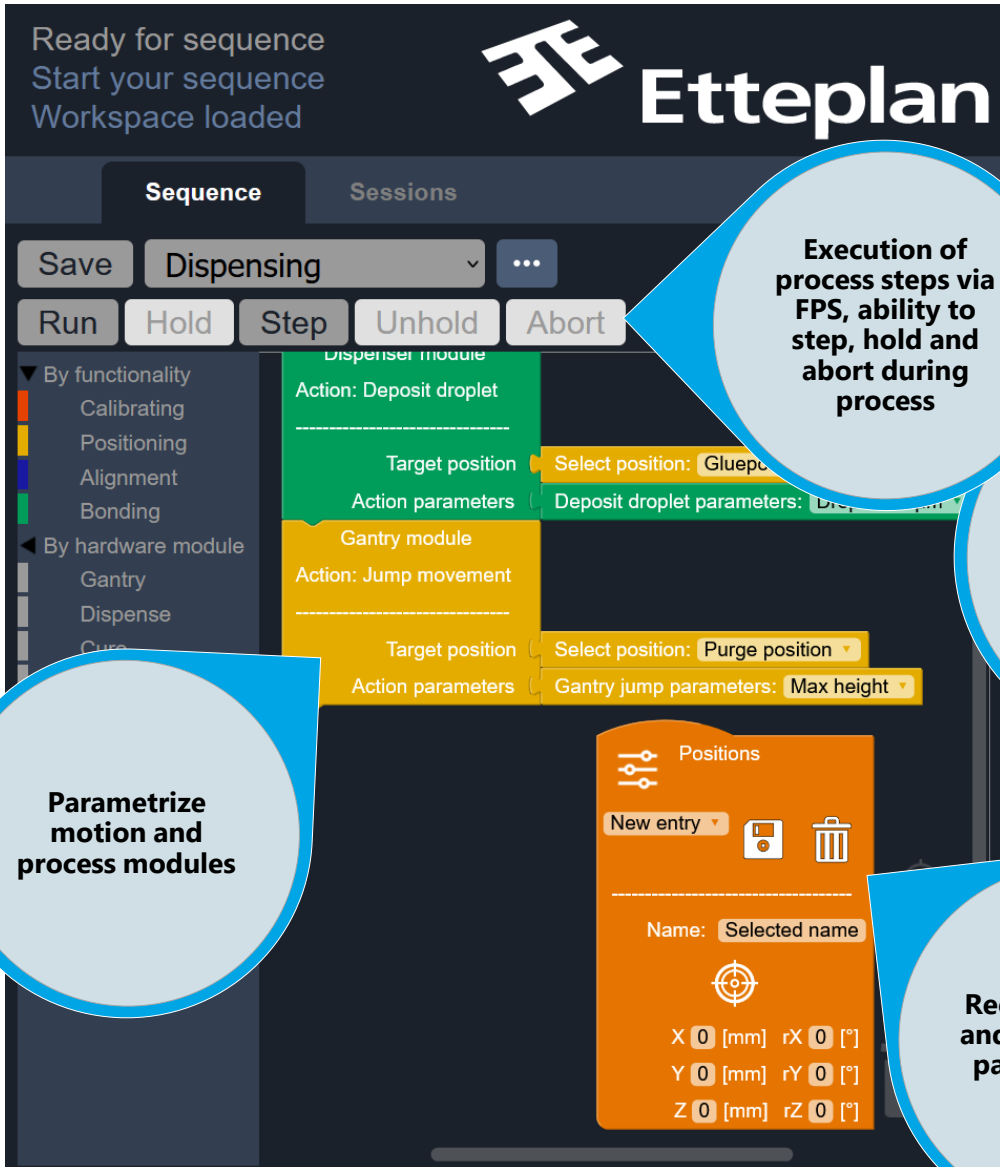 Ready for sequence
Start your sequence
Workspace loaded
Etteplan
Sequence
Sessions
Save
Dispensing
Run
Hold
Step
Unhold
Abort
Execution of
process steps via
FPS, ability to
step, hold and
abort during
process
By functionality
Calibrating
Positioning
Alignment
Bonding
By hardware module
Gantry
Dispense
Cure
Dispenser module
Action: Deposit droplet
--------------------------------
Target position
Select position:
Action parameters
Deposit droplet parameters:
Gantry module
Action: Jump movement
--------------------------------
Target position
Select position: Purge position
Action parameters
Gantry jump parameters: Max height
Parametrize
motion and
process modules
Positions
New entry
------------------------------------
Name: Selected name
X 0 [mm] rX 0 [°]
Y 0 [mm] rY 0 [°]
Z 0 [mm] rZ 0 [°]